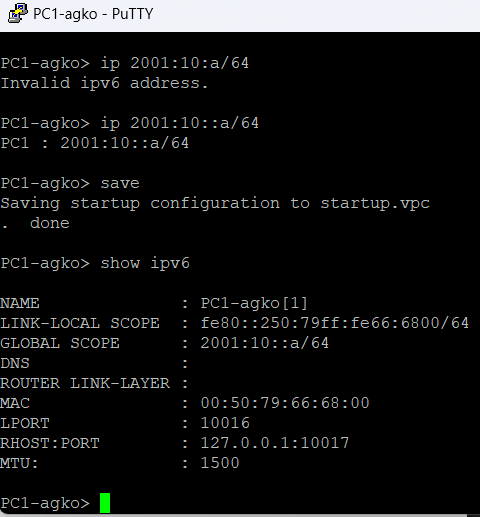 PC1-agko - PuTTY
PC1-agko> ip 2001:10:a/64
Invalid ipv6 address.
PC1-agko> ip 2001:10::a/64
PC1 : 2001:10::a/64
PC1-agko> save
Saving startup configuration to startup.vpc
.  done
PC1-agko> show ipv6
NAME              : PC1-agko[1]
LINK-LOCAL SCOPE  : fe80::250:79ff:fe66:6800/64
GLOBAL SCOPE      : 2001:10::a/64
DNS               :
ROUTER LINK-LAYER :
MAC               : 00:50:79:66:68:00
LPORT             : 10016
RHOST:PORT        : 127.0.0.1:10017
MTU:              : 1500
PC1-agko>